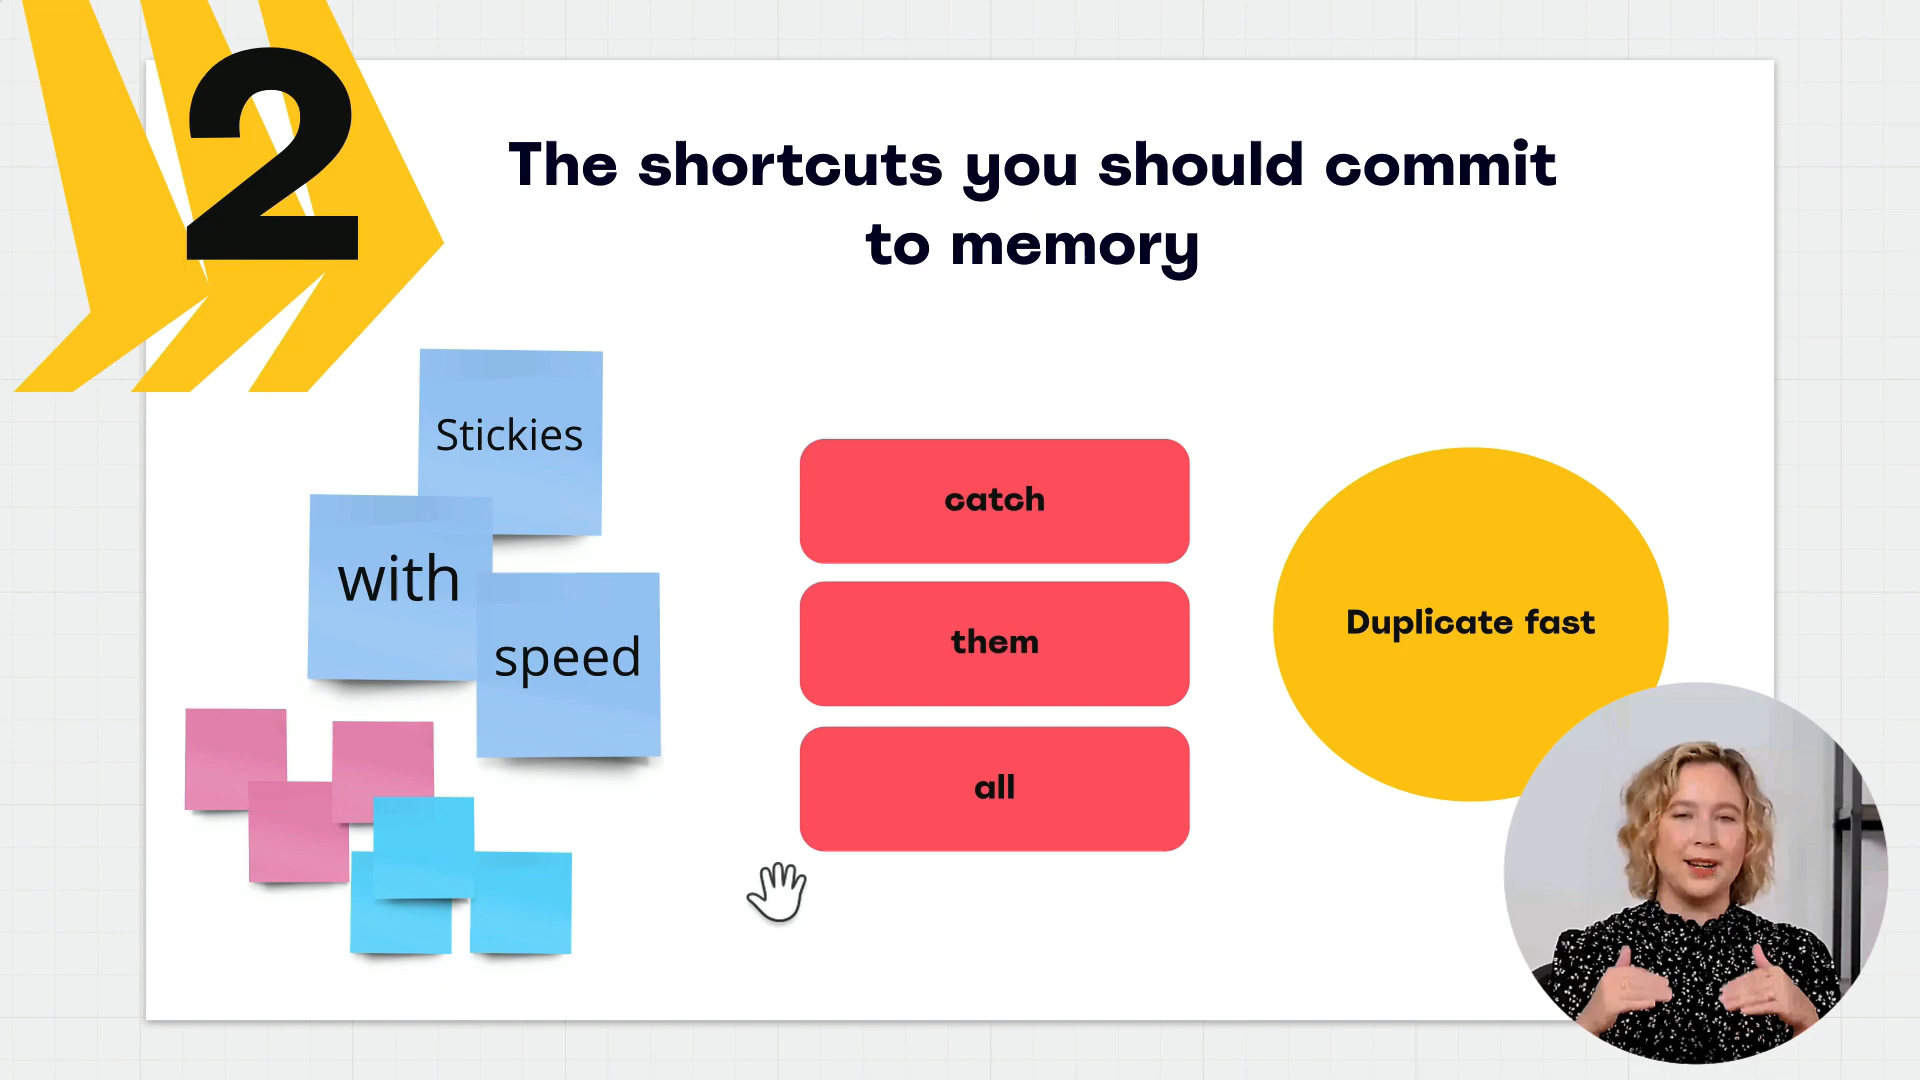 2
The shortcuts you should commit
to memory
Stickies
with
speed
catch
them
all
Duplicate fast